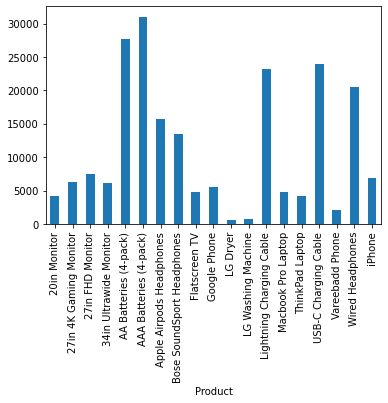 30000
25000
20000
15000
10000
5000
0
20in Monitor
27in 4K Gaming Monitor
27in FHD Monitor
34in Ultrawide Monitor
AA Batteries (4-pack)
AAA Batteries (4-pack)
Apple Airpods Headphones
Bose SoundSport Headphones
Flatscreen TV
Google Phone
LG Dryer
LG Washing Machine
Lightning Charging Cable
Macbook Pro Laptop
ThinkPad Laptop
USB-C Charging Cable
Vareebadd Phone
Wired Headphones
iPhone
Product